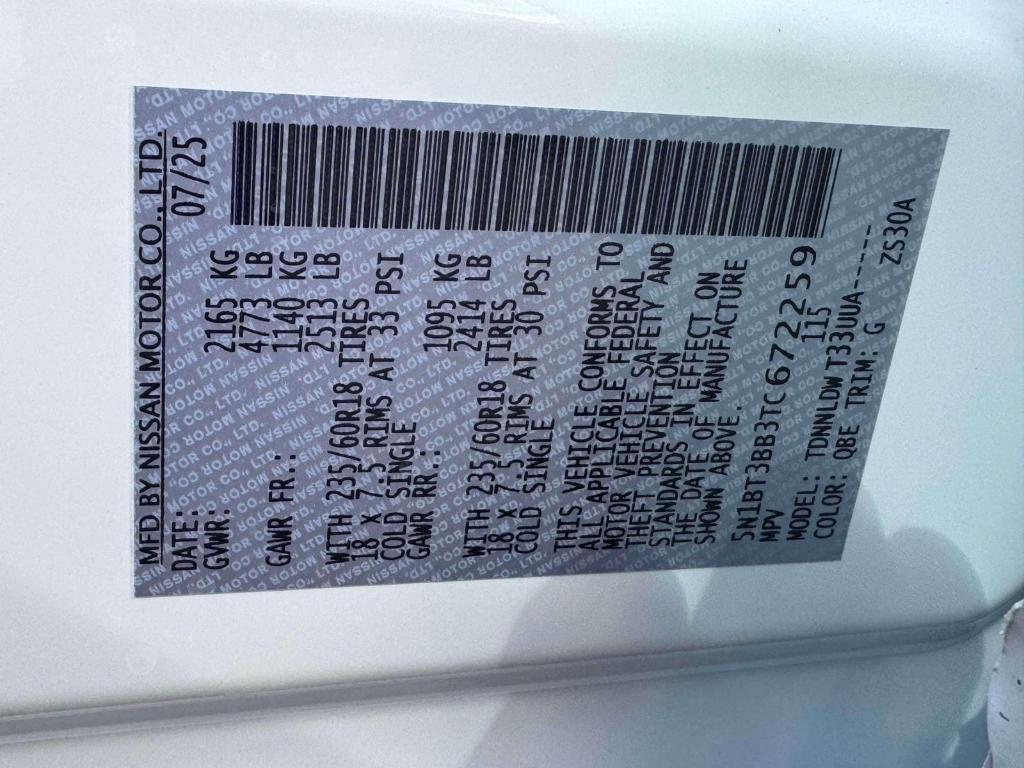 MFD BY NISSAN MOTOR CO., LTD.
DATE: 07/25
GVWR: 2165 KG
4773 LB
GAWR FR.: 1140 KG
2513 LB
WITH 235/60R18 TIRES
18 X 7.5 RIMS AT 33 PSI
COLD SINGLE
GAWR RR.: 1095 KG
2414 LB
WITH 235/60R18 TIRES
18 X 7.5 RIMS AT 30 PSI
COLD SINGLE
THIS VEHICLE CONFORMS TO
ALL APPLICABLE FEDERAL
MOTOR VEHICLE SAFETY AND
THEFT PREVENTION
STANDARDS IN EFFECT ON
THE DATE OF MANUFACTURE
SHOWN ABOVE.
5N1BT3BB3TC672259
MPV 115
MODEL: TDNNLDW T33UUA-----
COLOR: QBE TRIM: G ZS30A